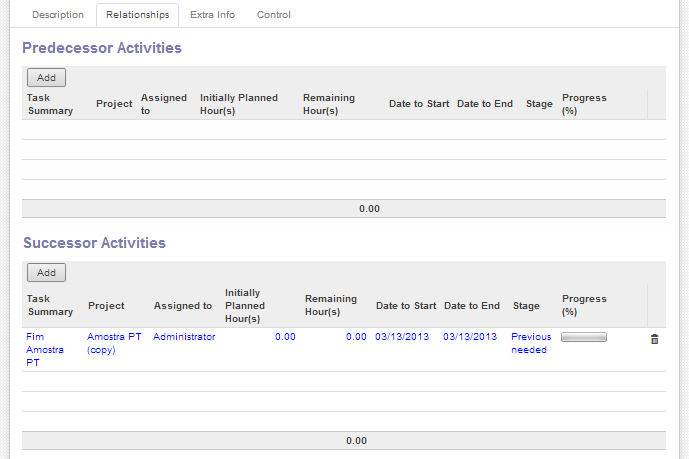 Description Relationships Extra Info Control
Predecessor Activities
Add
Task Summary Project Assigned to Initially Planned Hour(s) Remaining Hour(s) Date to Start Date to End Stage Progress (%)
0.00
Successor Activities
Add
Task Summary Project Assigned to Initially Planned Hour(s) Remaining Hour(s) Date to Start Date to End Stage Progress (%)
Fim Amostra PT Amostra PT (copy) Administrator 0.00 0.00 03/13/2013 03/13/2013 Previous needed
0.00